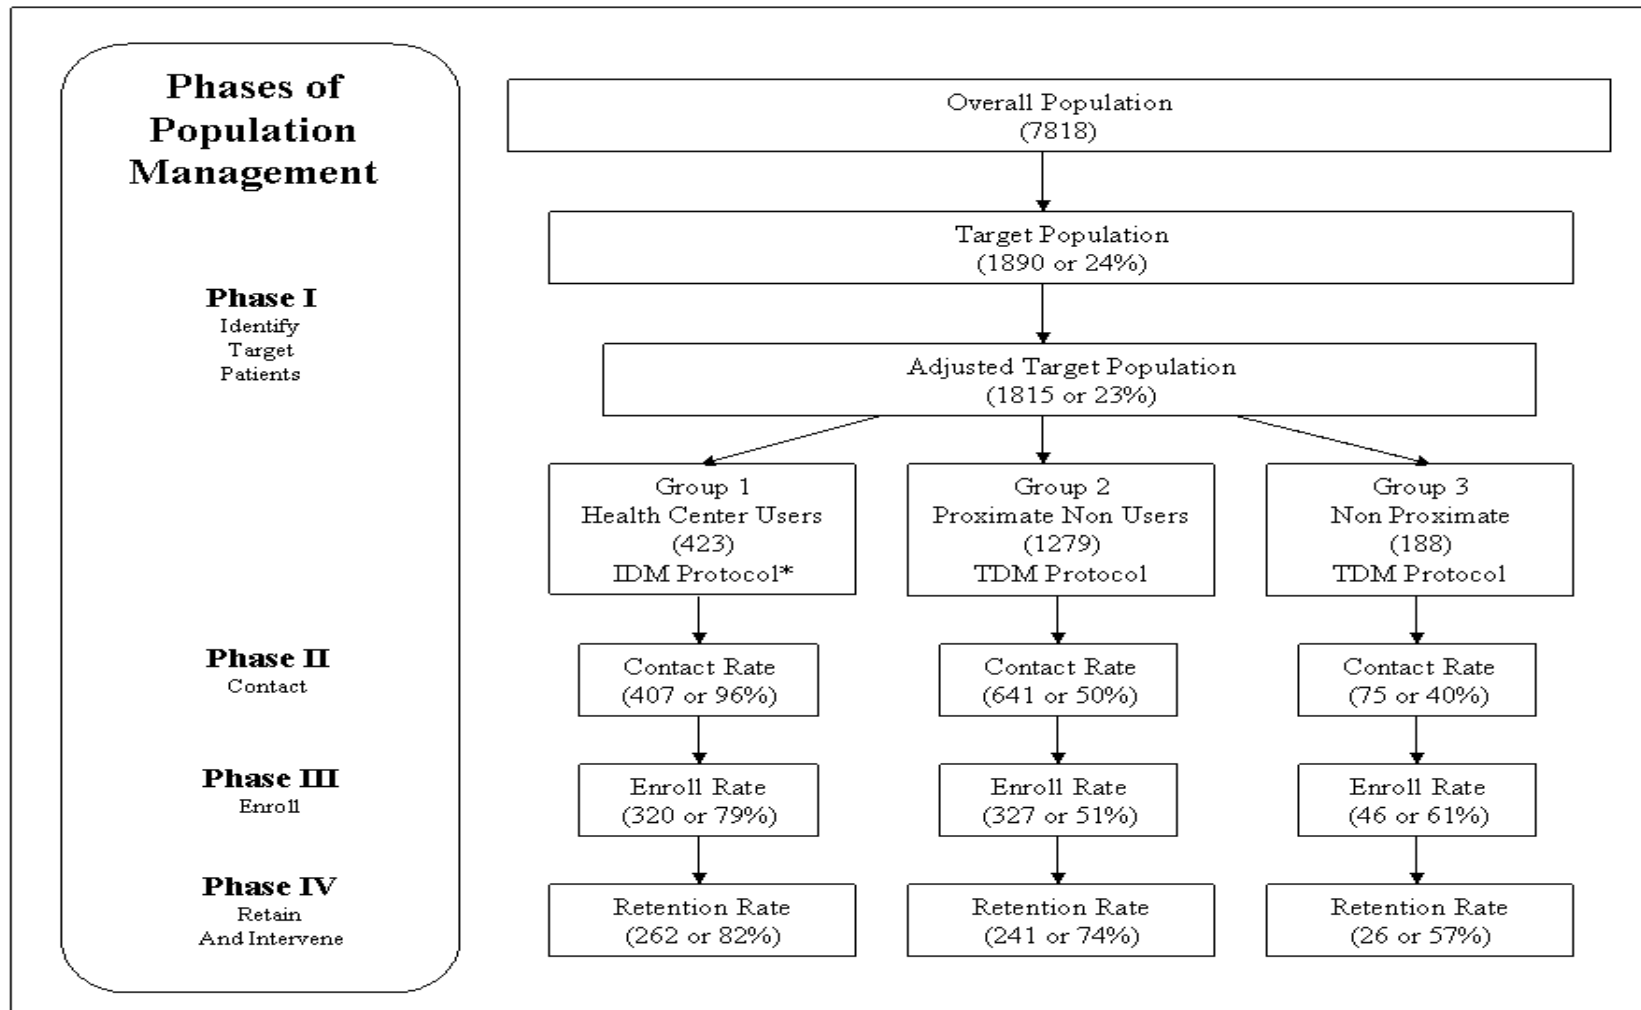 Phases of
Population
Management
Phase I
Identify
Target
Patients
Phase II
Contact
Phase III
Enroll
Phase IV
Retain
And Intervene
Overall Population
(7818)
Target Population
(1890 or 24%)
Adjusted Target Population
(1815 or 23%)
Group 1
Health Center Users
(423)
IDM Protocol*
Group 2
Proximate Non Users
(1279)
TDM Protocol
Group 3
Non Proximate
(188)
TDM Protocol
Contact Rate
(407 or 96%)
Contact Rate
(641 or 50%)
Contact Rate
(75 or 40%)
Enroll Rate
(320 or 79%)
Enroll Rate
(327 or 51%)
Enroll Rate
(46 or 61%)
Retention Rate
(262 or 82%)
Retention Rate
(241 or 74%)
Retention Rate
(26 or 57%)